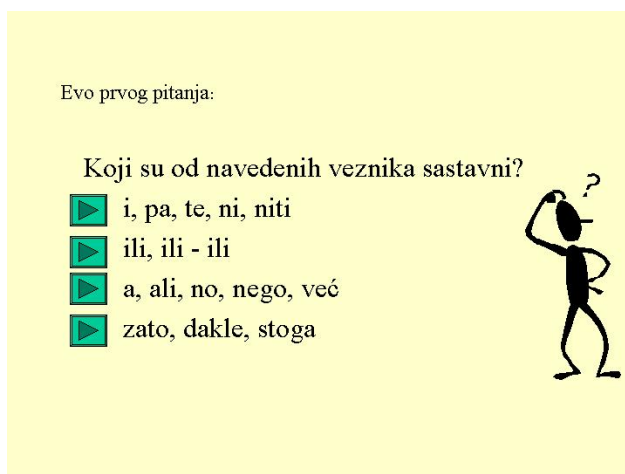 Evo prvog pitanja:
Koji su od navedenih veznika sastavni?
i, pa, te, ni, niti
ili, ili - ili
a, ali, no, nego, već
zato, dakle, stoga
?